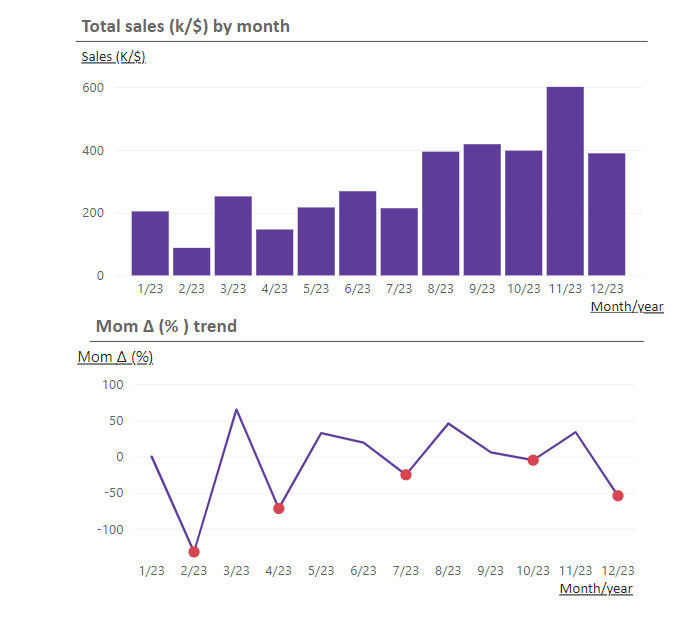 Total sales (k/$) by month
Sales (K/$)
600
400
200
0
1/23 2/23 3/23 4/23 5/23 6/23 7/23 8/23 9/23 10/23 11/23 12/23
Month/year
Mom Δ (% ) trend
Mom Δ (%)
100
50
0
-50
-100
1/23 2/23 3/23 4/23 5/23 6/23 7/23 8/23 9/23 10/23 11/23 12/23
Month/year